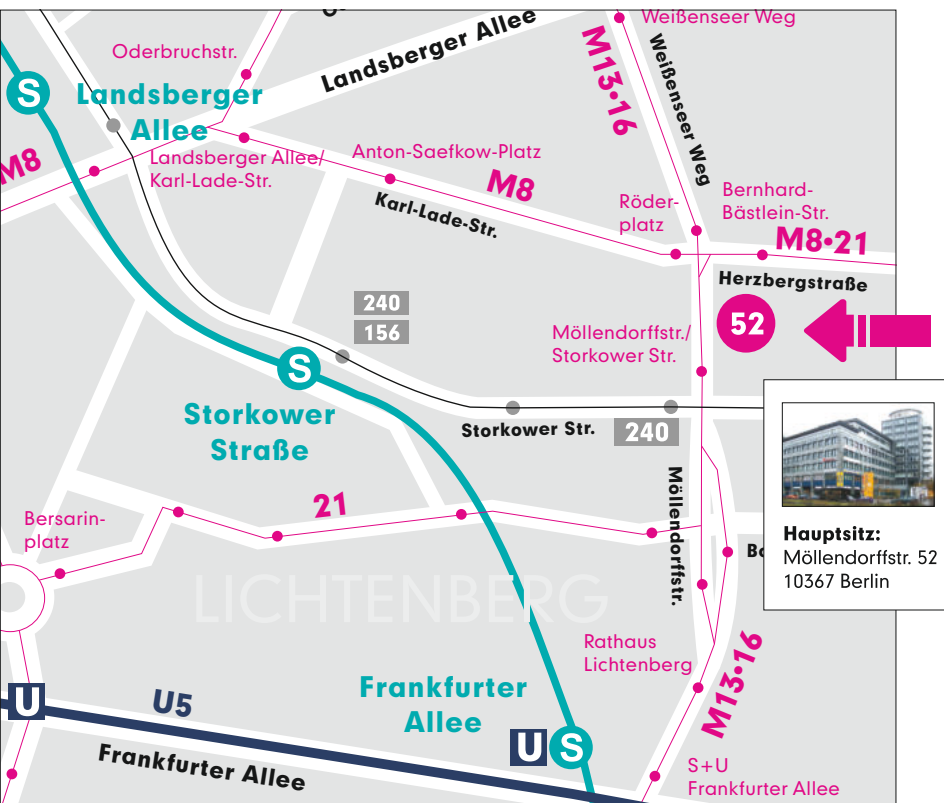 Weißenseer Weg
Oderbruchstr.
Landsberger Allee
M13•16
Weißenseer Weg
S
Landsberger
Allee
M8
Landsberger Allee/
Karl-Lade-Str.
Anton-Saefkow-Platz
M8
Karl-Lade-Str.
Röder-
platz
Bernhard-
Bästlein-Str.
M8•21
Herzbergstraße
240
156
52
Möllendorffstr./
Storkower Str.
S
Storkower
Straße
Storkower Str.
240
Möllendorffstr.
21
Bersarin-
platz
Hauptsitz:
Möllendorffstr. 52
10367 Berlin
LICHTENBERG
Rathaus
Lichtenberg
M13•16
Frankfurter
Allee
U
U5
U
S
Frankfurter Allee
S+U
Frankfurter Allee